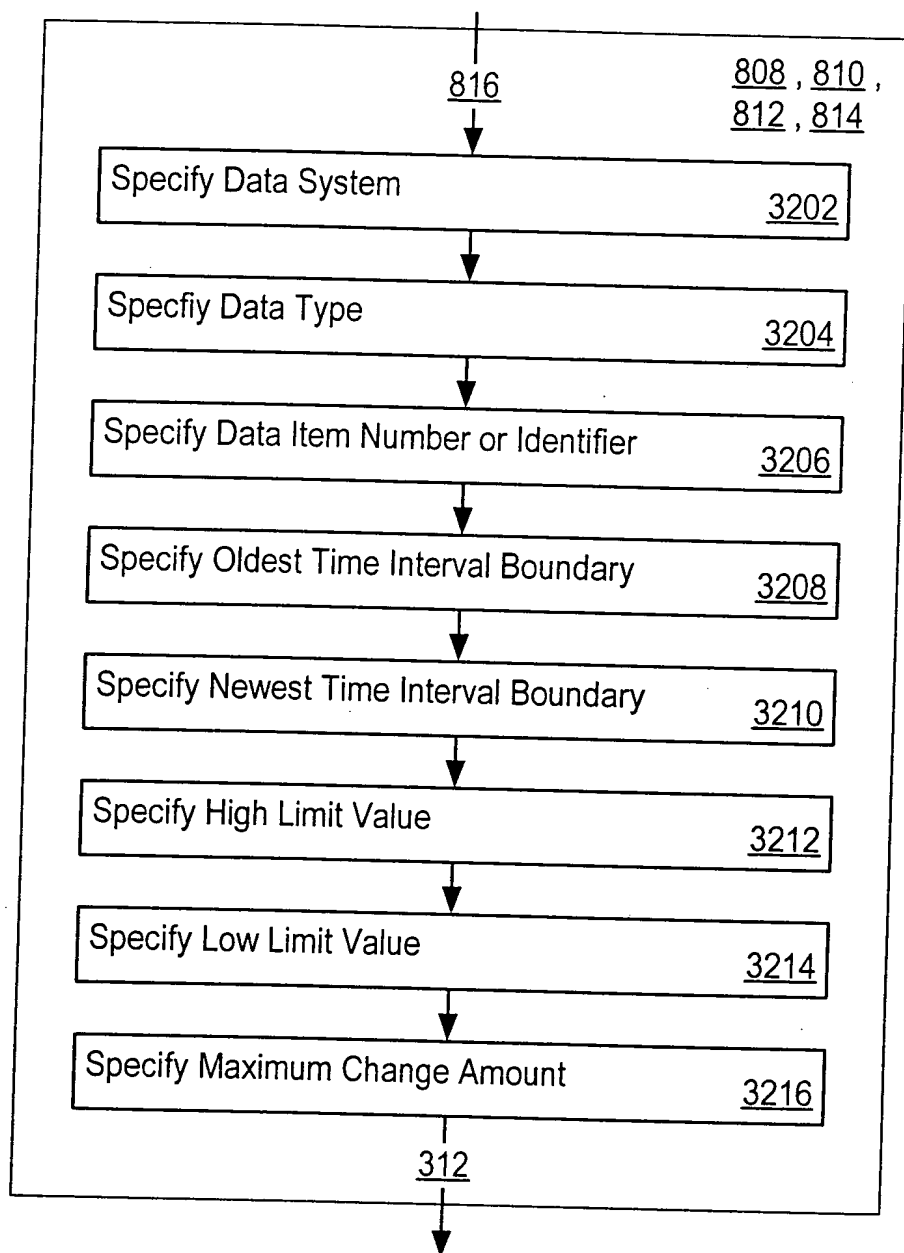 816
808 , 810 ,
812 , 814
Specify Data System
3202
Specfiy Data Type
3204
Specify Data Item Number or Identifier
3206
Specify Oldest Time Interval Boundary
3208
Specify Newest Time Interval Boundary
3210
Specify High Limit Value
3212
Specify Low Limit Value
3214
Specify Maximum Change Amount
3216
312